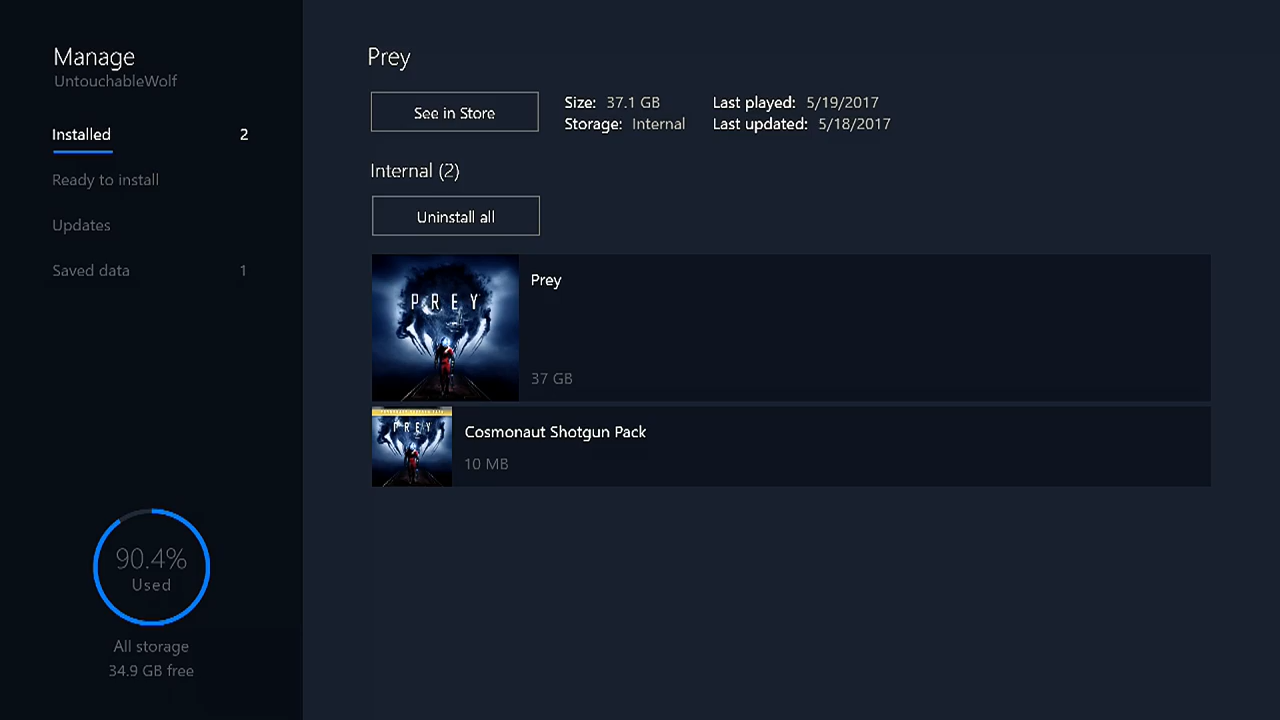 Manage
UntouchableWolf
Installed 2
Ready to install
Updates
Saved data 1
90.4%
Used
All storage
34.9 GB free
Prey
See in Store
Size: 37.1 GB Last played: 5/19/2017
Storage: Internal Last updated: 5/18/2017
Internal (2)
Uninstall all
PREY
Prey
37 GB
PREY
Cosmonaut Shotgun Pack
10 MB